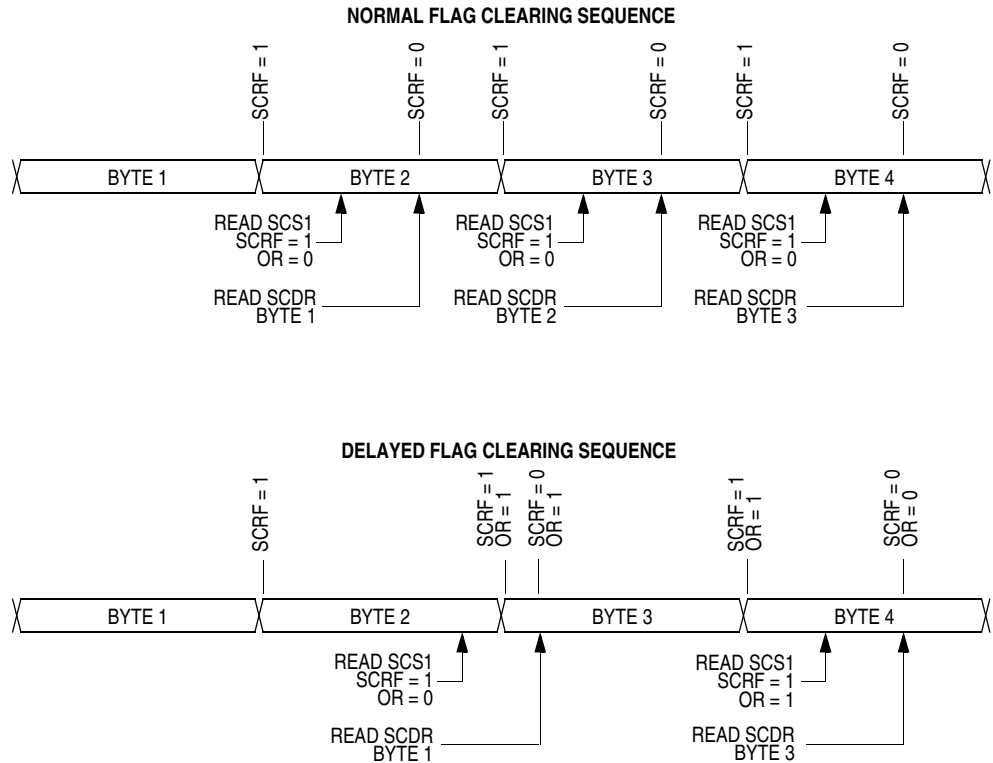 NORMAL FLAG CLEARING SEQUENCE
SCRF = 1
SCRF = 0
SCRF = 1
SCRF = 0
SCRF = 1
SCRF = 0
BYTE 1
BYTE 2
BYTE 3
BYTE 4
READ SCS1
SCRF = 1
OR = 0
READ SCS1
SCRF = 1
OR = 0
READ SCS1
SCRF = 1
OR = 0
READ SCDR
BYTE 1
READ SCDR
BYTE 2
READ SCDR
BYTE 3
DELAYED FLAG CLEARING SEQUENCE
SCRF = 1
SCRF = 1
OR = 1
SCRF = 0
OR = 1
SCRF = 1
OR = 1
SCRF = 0
OR = 0
BYTE 1
BYTE 2
BYTE 3
BYTE 4
READ SCS1
SCRF = 1
OR = 0
READ SCS1
SCRF = 1
OR = 1
READ SCDR
BYTE 1
READ SCDR
BYTE 3